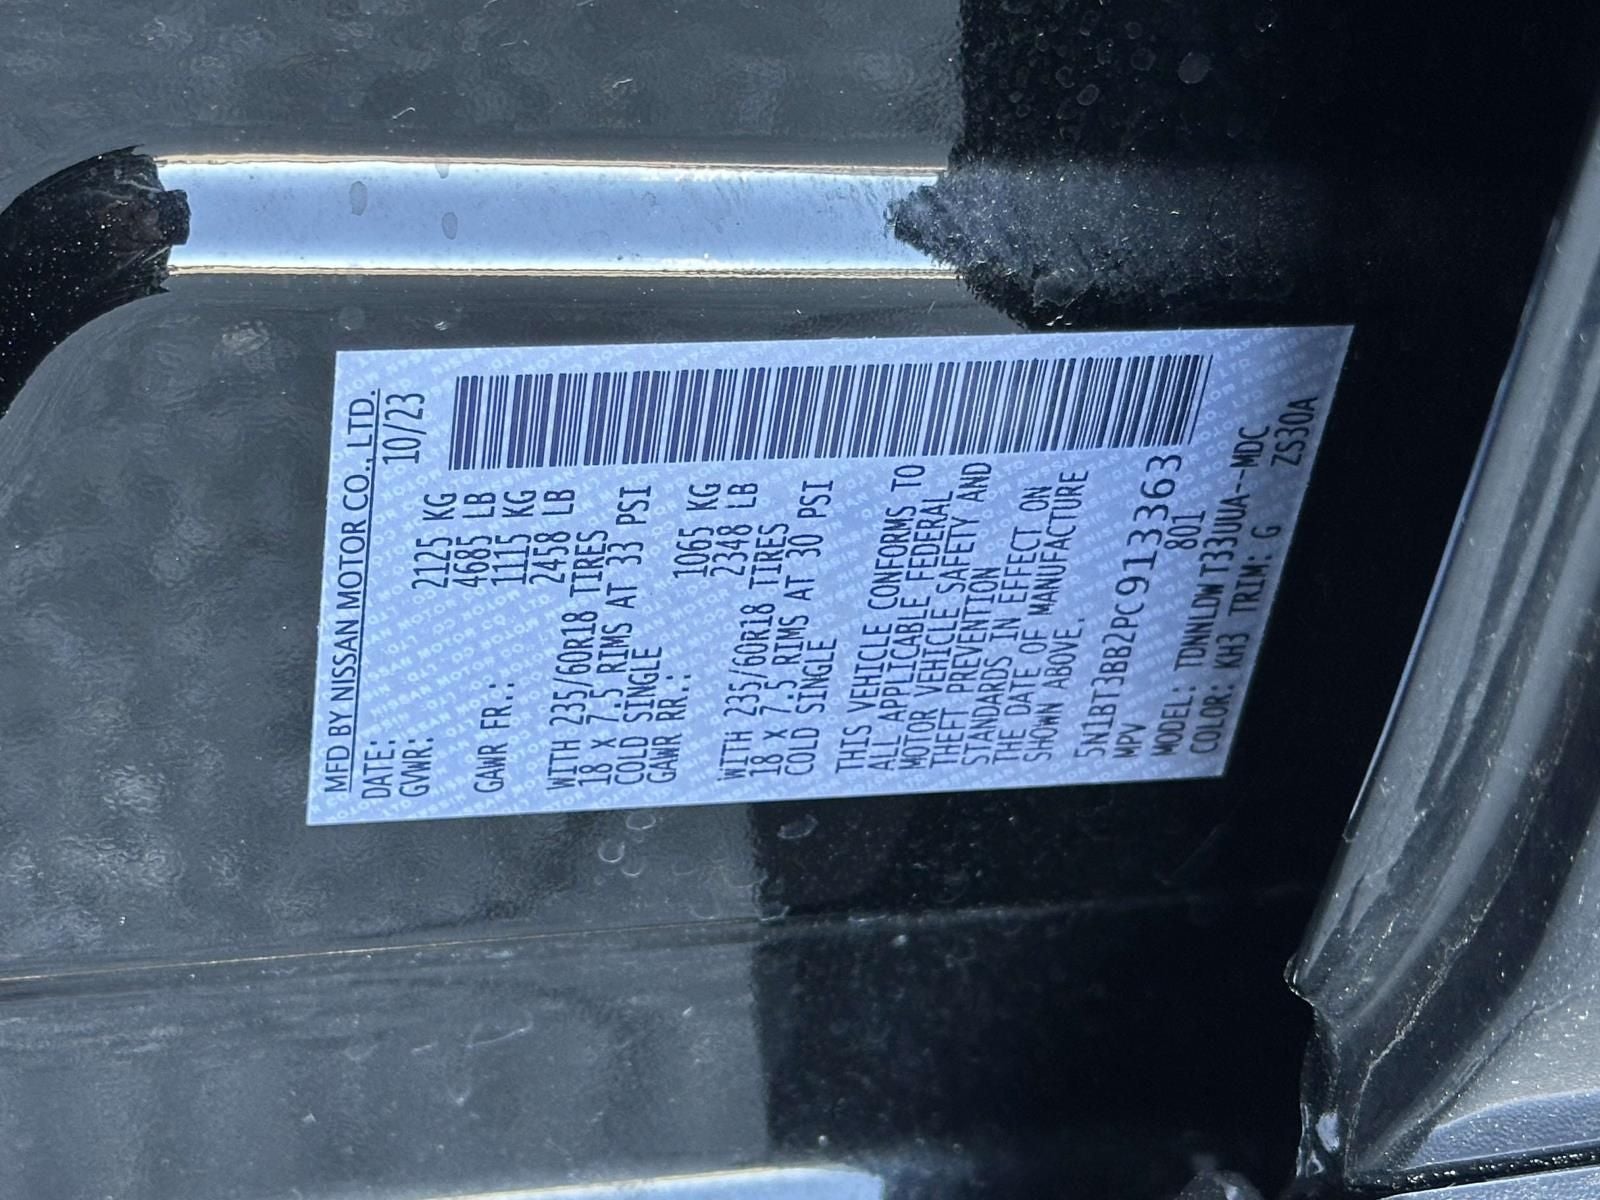 MFD BY NISSAN MOTOR CO., LTD.
DATE: 10/23
GVWR: 2125 KG
4685 LB
GAWR FR.: 1115 KG
2458 LB
WITH 235/60R18 TIRES
18 X 7.5 RIMS AT 33 PSI
COLD SINGLE
GAWR RR.: 1065 KG
2348 LB
WITH 235/60R18 TIRES
18 X 7.5 RIMS AT 30 PSI
COLD SINGLE
THIS VEHICLE CONFORMS TO
ALL APPLICABLE FEDERAL
MOTOR VEHICLE SAFETY AND
THEFT PREVENTION
STANDARDS IN EFFECT ON
THE DATE OF MANUFACTURE
SHOWN ABOVE.
5N1BT3BB2PC9133363
MPV 801
MODEL: TDNNLDWT33UUA--MDC
COLOR: KH3 TRIM: G ZS30A